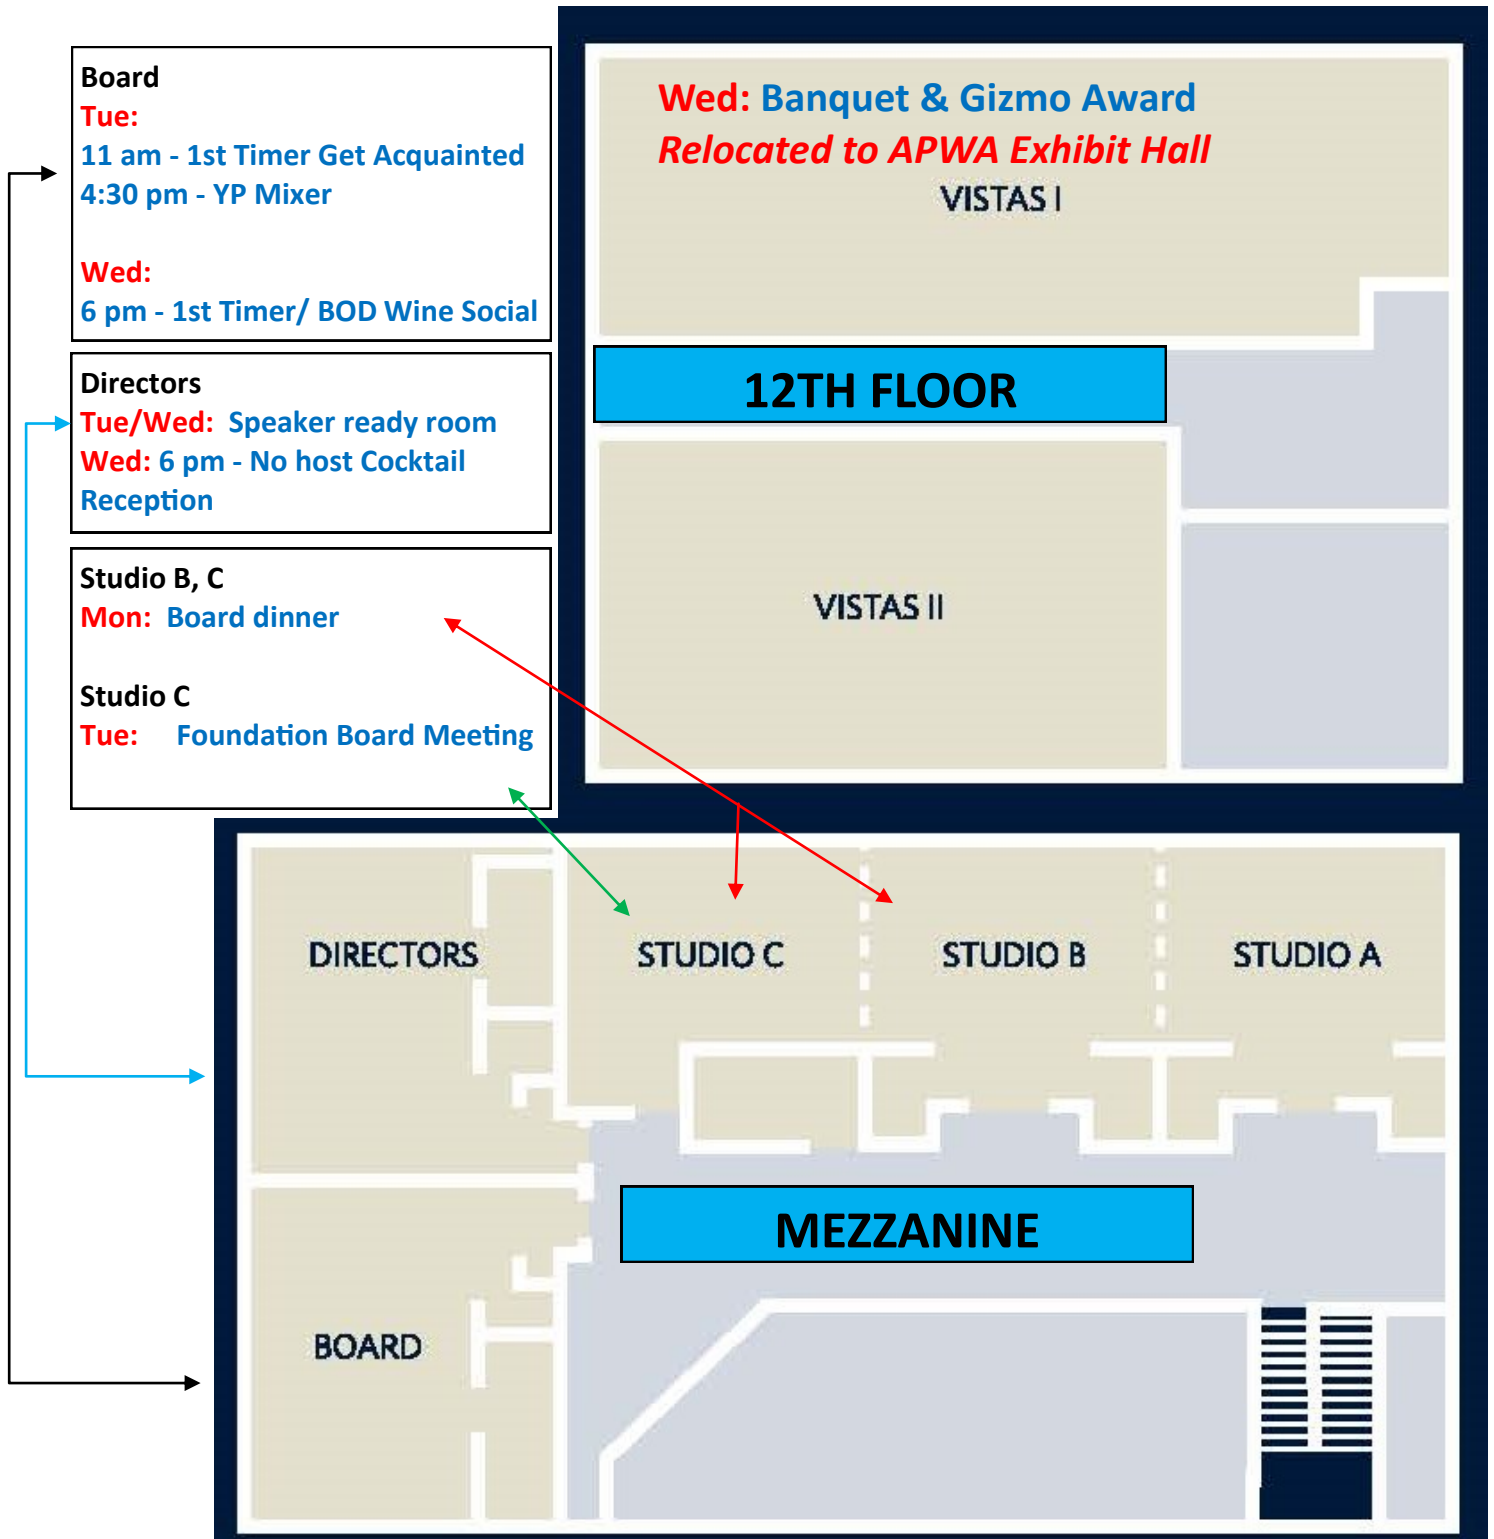 Board
Tue:
11 am - 1st Timer Get Acquainted
4:30 pm - YP Mixer
Wed:
6 pm - 1st Timer/ BOD Wine Social
Directors
Tue/Wed: Speaker ready room
Wed: 6 pm - No host Cocktail
Reception
Studio B, C
Mon: Board dinner
Studio C
Tue: Foundation Board Meeting
Wed: Banquet & Gizmo Award
Relocated to APWA Exhibit Hall
VISTAS I
12TH FLOOR
VISTAS II
DIRECTORS
STUDIO C
STUDIO B
STUDIO A
MEZZANINE
BOARD